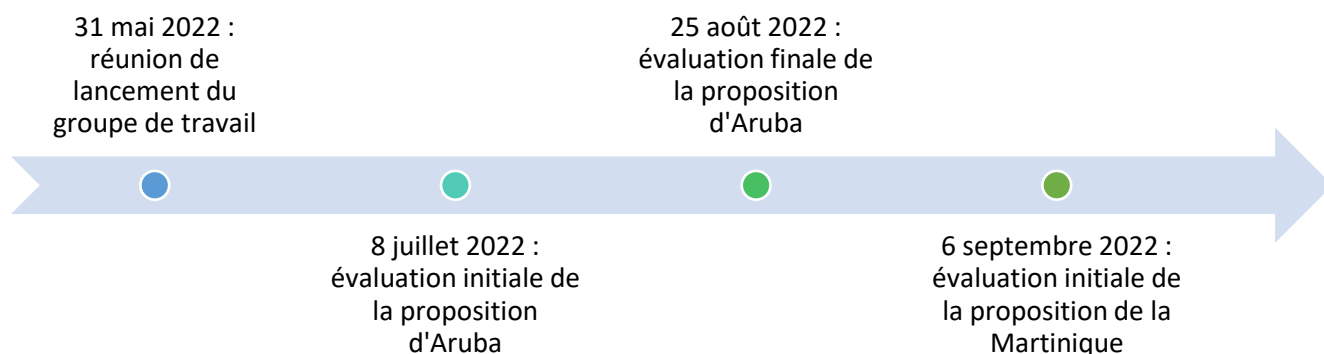 31 mai 2022 :
réunion de
lancement du
groupe de travail
8 juillet 2022 :
évaluation initiale de
la proposition
d'Aruba
25 août 2022 :
évaluation finale de
la proposition
d'Aruba
6 septembre 2022 :
évaluation initiale de
la proposition de la
Martinique